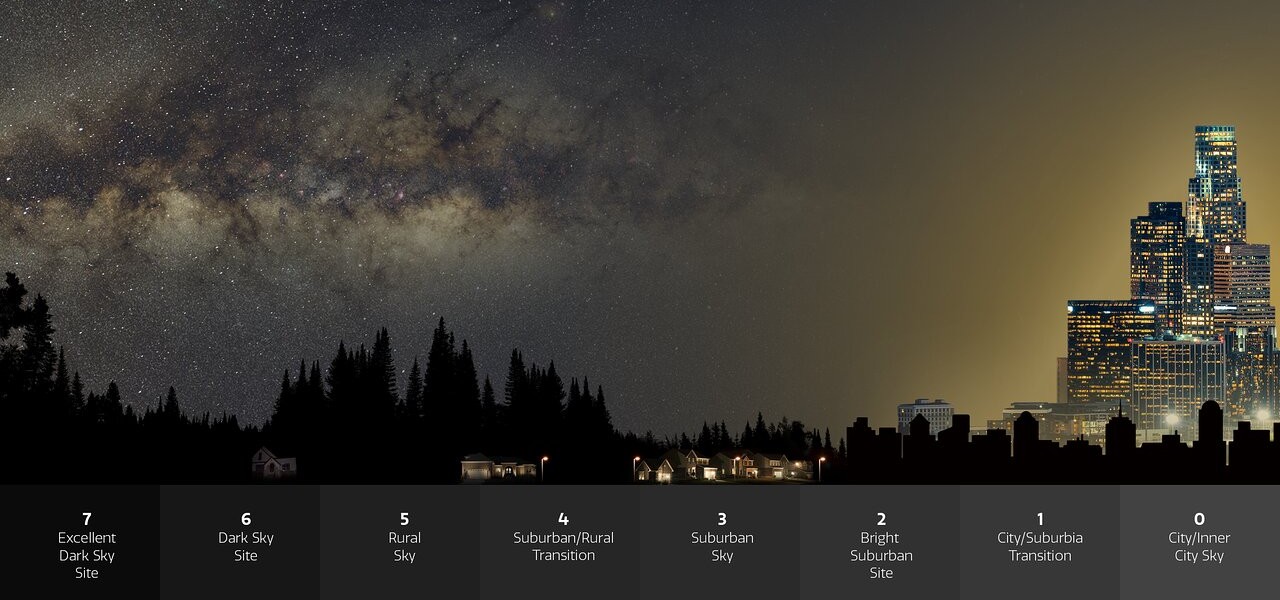 7
Excellent
Dark Sky
Site
6
Dark Sky
Site
5
Rural
Sky
4
Suburban/Rural
Transition
3
Suburban
Sky
2
Bright
Suburban
Site
1
City/Suburbia
Transition
0
City/Inner
City Sky